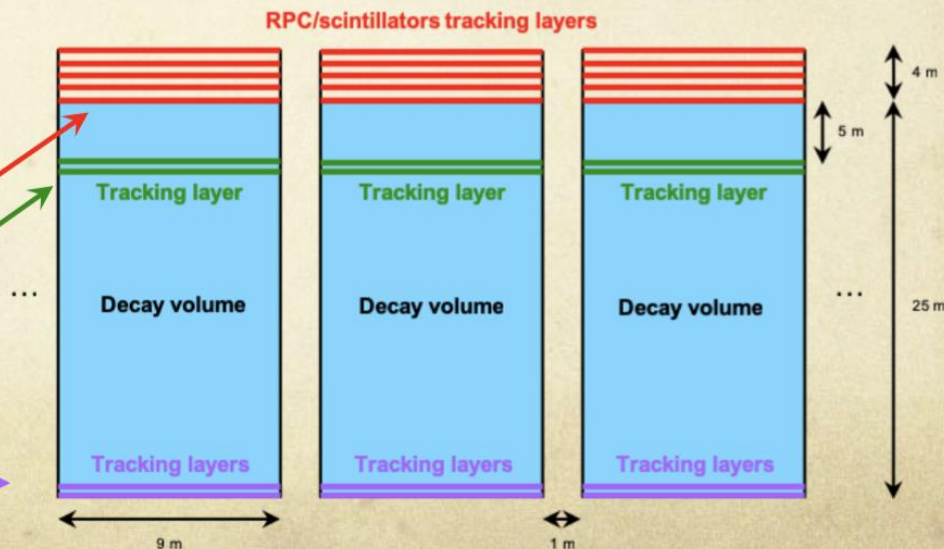 RPC/scintillators tracking layers
4 m
5 m
Tracking layer Tracking layer Tracking layer
... ...
Decay volume Decay volume Decay volume
25 m
Tracking layers Tracking layers Tracking layers
9 m 1 m